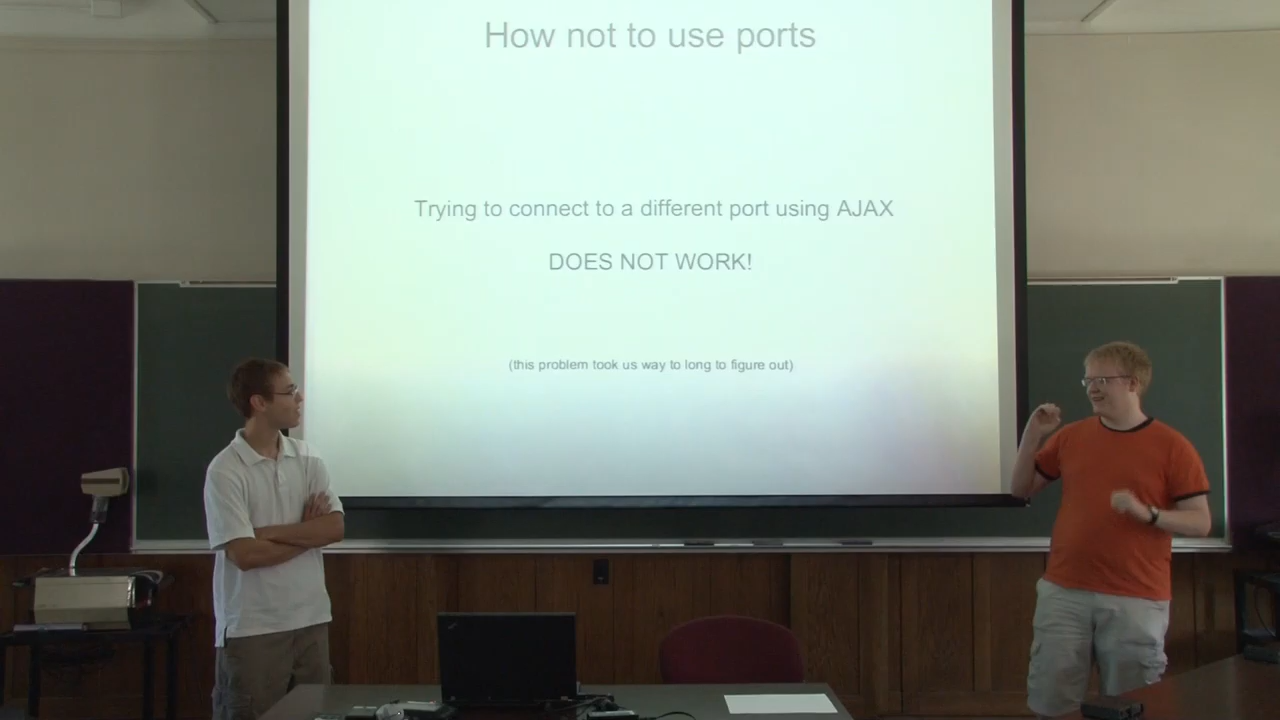 How not to use ports
Trying to connect to a different port using AJAX
DOES NOT WORK!
(this problem took us way to long to figure out)